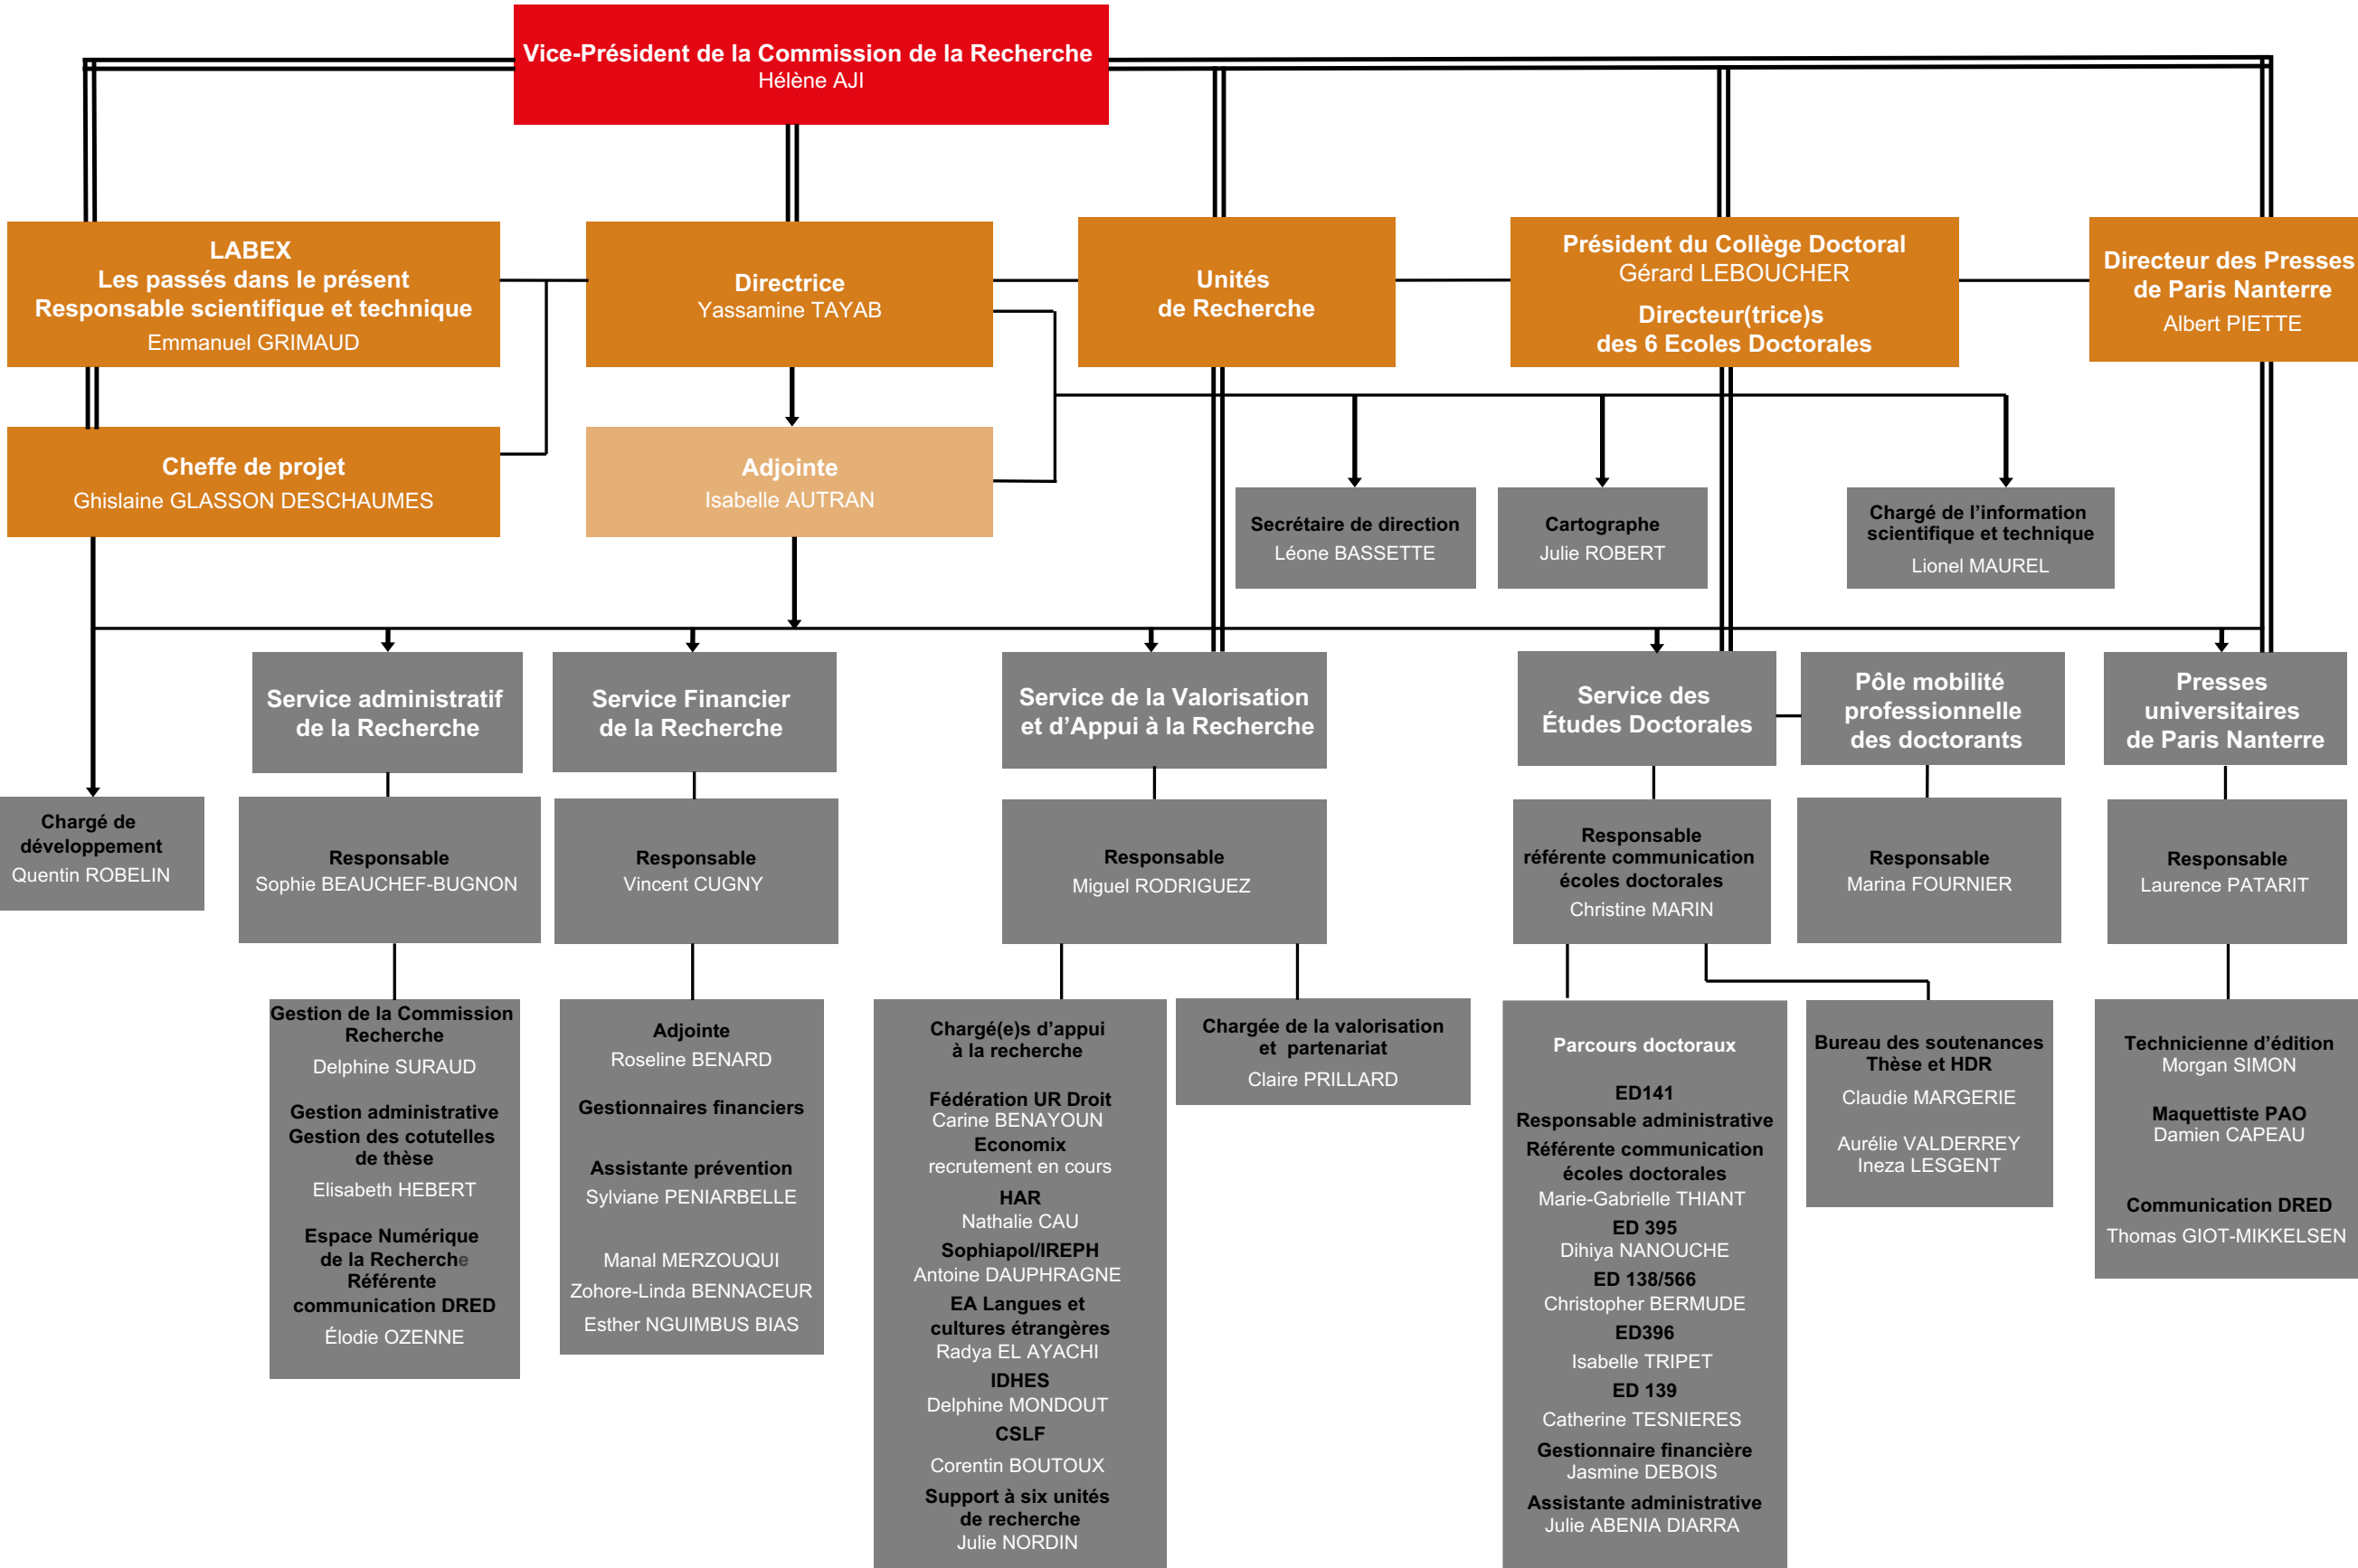 Vice-Président de la Commission de la Recherche
Hélène AJI
LABEX
Les passés dans le présent
Responsable scientifique et technique
Emmanuel GRIMAUD
Directrice
Yassamine TAYAB
Unités
de Recherche
Président du Collège Doctoral
Gérard LEBOUCHER
Directeur(trice)s
des 6 Ecoles Doctorales
Directeur des Presses
de Paris Nanterre
Albert PIETTE
Cheffe de projet
Ghislaine GLASSON DESCHAUMES
Adjointe
Isabelle AUTRAN
Secrétaire de direction
Léone BASSETTE
Cartographe
Julie ROBERT
Chargé de l’information
scientifique et technique
Lionel MAUREL
Service administratif
de la Recherche
Service Financier
de la Recherche
Service de la Valorisation
et d’Appui à la Recherche
Service des
Études Doctorales
Pôle mobilité
professionnelle
des doctorants
Presses
universitaires
de Paris Nanterre
Chargé de
développement
Quentin ROBELIN
Responsable
Sophie BEAUCHEF-BUGNON
Responsable
Vincent CUGNY
Responsable
Miguel RODRIGUEZ
Responsable
référente communication
écoles doctorales
Christine MARIN
Responsable
Marina FOURNIER
Responsable
Laurence PATARIT
Gestion de la Commission
Recherche
Delphine SURAUD
Gestion administrative
Gestion des cotutelles
de thèse
Elisabeth HEBERT
Espace Numérique
de la Recherche
Référente
communication DRED
Élodie OZENNE
Adjointe
Roseline BENARD
Gestionnaires financiers
Assistante prévention
Sylviane PENIARBELLE
Manal MERZOUQUI
Zohore-Linda BENNACEUR
Esther NGUIMBUS BIAS
Chargé(e)s d’appui
à la recherche
Fédération UR Droit
Carine BENAYOUN
Economix
recrutement en cours
HAR
Nathalie CAU
Sophiapol/IREPH
Antoine DAUPHRAGNE
EA Langues et
cultures étrangères
Radya EL AYACHI
IDHES
Delphine MONDOUT
CSLF
Corentin BOUTOUX
Support à six unités
de recherche
Julie NORDIN
Chargée de la valorisation
et partenariat
Claire PRILLARD
Parcours doctoraux
ED141
Responsable administrative
Référente communication
écoles doctorales
Marie-Gabrielle THIANT
ED 395
Dihiya NANOUCHE
ED 138/566
Christopher BERMUDE
ED396
Isabelle TRIPET
ED 139
Catherine TESNIERES
Gestionnaire financière
Jasmine DEBOIS
Assistante administrative
Julie ABENIA DIARRA
Bureau des soutenances
Thèse et HDR
Claudie MARGERIE
Aurélie VALDERREY
Ineza LESGENT
Technicienne d’édition
Morgan SIMON
Maquettiste PAO
Damien CAPEAU
Communication DRED
Thomas GIOT-MIKKELSEN